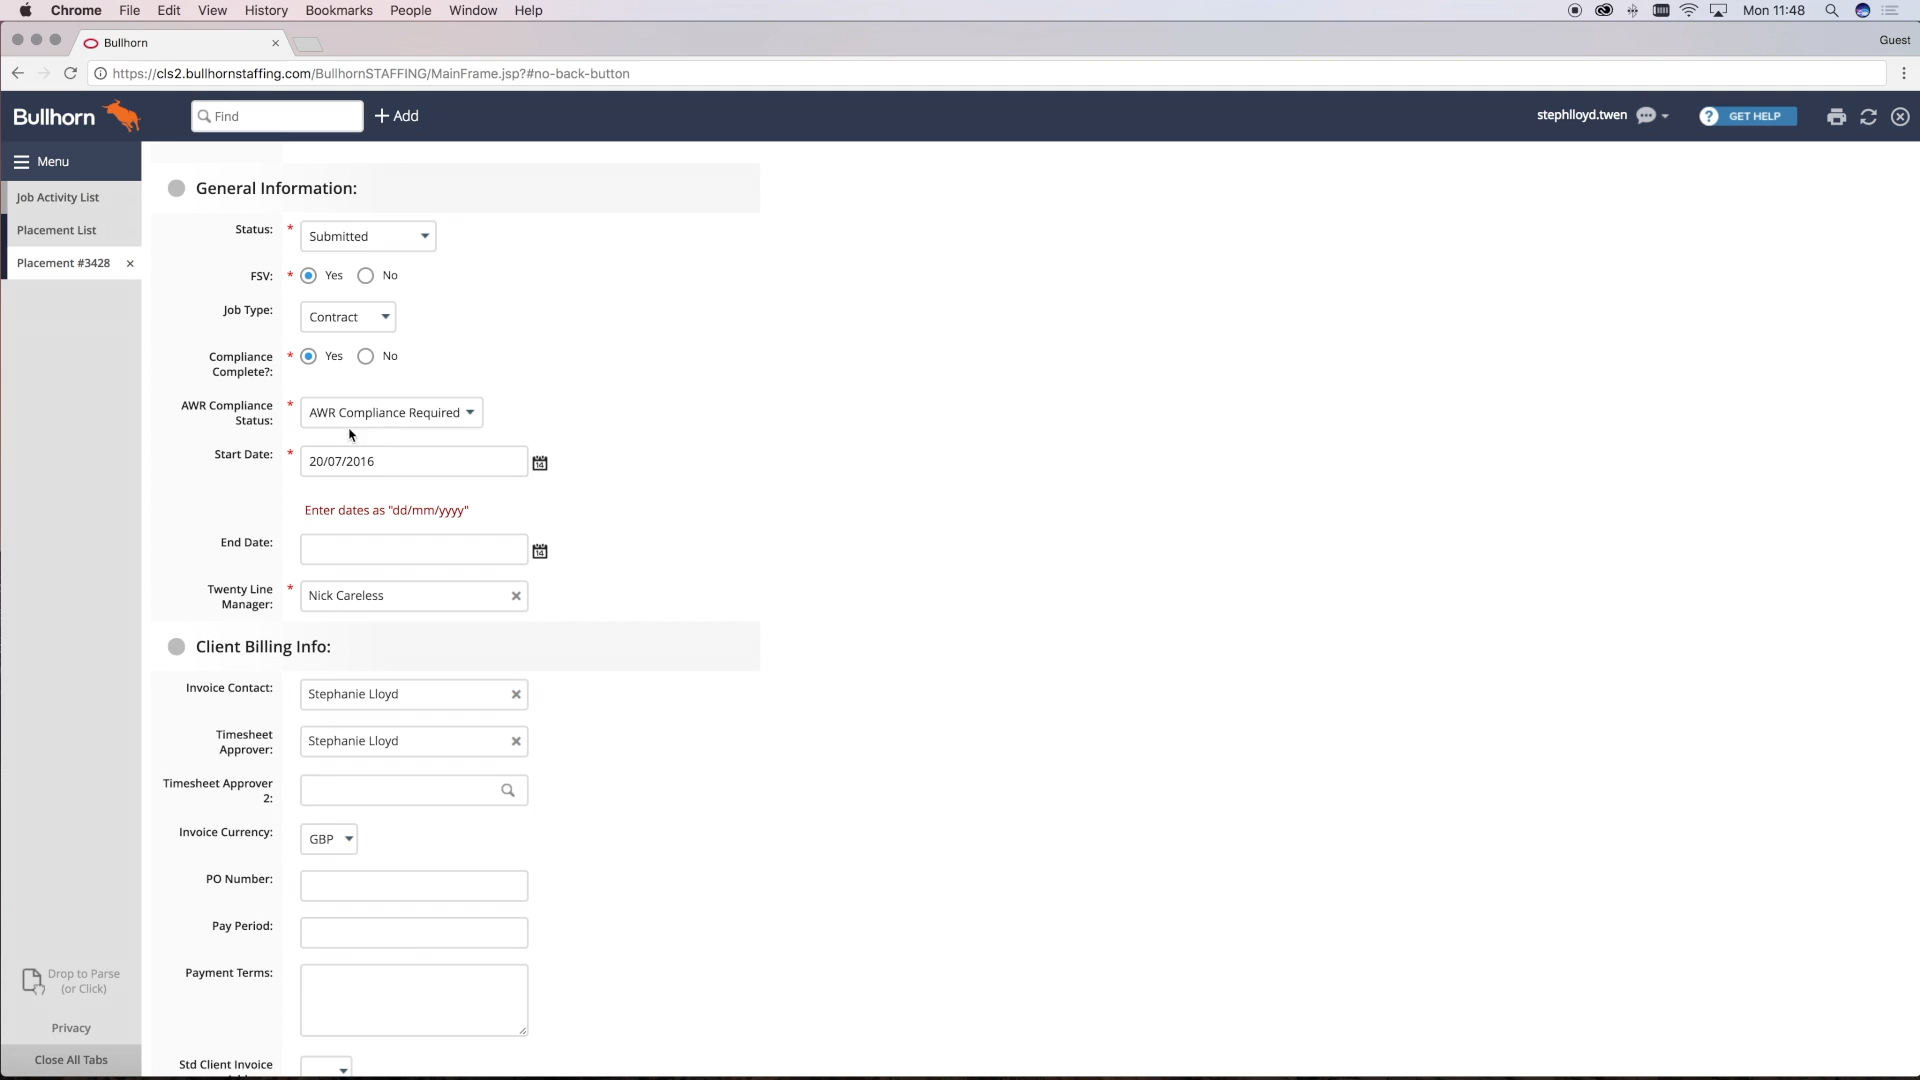 Chrome File Edit View History Bookmarks People Window Help Mon 11:48
Bullhorn Guest
https://cls2.bullhornstaffing.com/BullhornSTAFFING/MainFrame.jsp?#no-back-button
Bullhorn Find + Add stephlloyd.twen ? GET HELP
Menu
Job Activity List
Placement List
Placement #3428
General Information:
Status: * Submitted
FSV: * Yes No
Job Type: Contract
Compliance Complete?: * Yes No
AWR Compliance Status: * AWR Compliance Required
Start Date: * 20/07/2016 14
Enter dates as "dd/mm/yyyy"
End Date: 14
Twenty Line Manager: * Nick Careless
Client Billing Info:
Invoice Contact: Stephanie Lloyd
Timesheet Approver: Stephanie Lloyd
Timesheet Approver 2:
Invoice Currency: GBP
PO Number:
Pay Period:
Payment Terms:
Std Client Invoice
Drop to Parse
(or Click)
Privacy
Close All Tabs